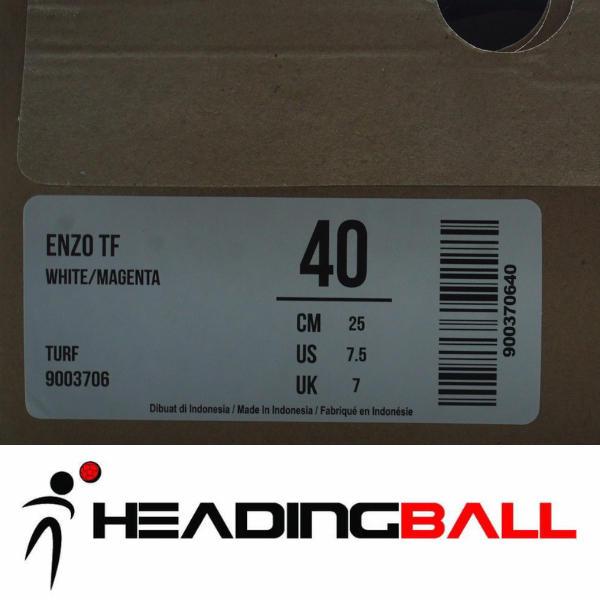 ENZO TF
WHITE/MAGENTA
TURF
9003706
40
CM 25
US 7.5
UK 7
Dibuat di Indonesia / Made In Indonesia / Fabriqué en Indonésie
900370640
HEADINGBALL